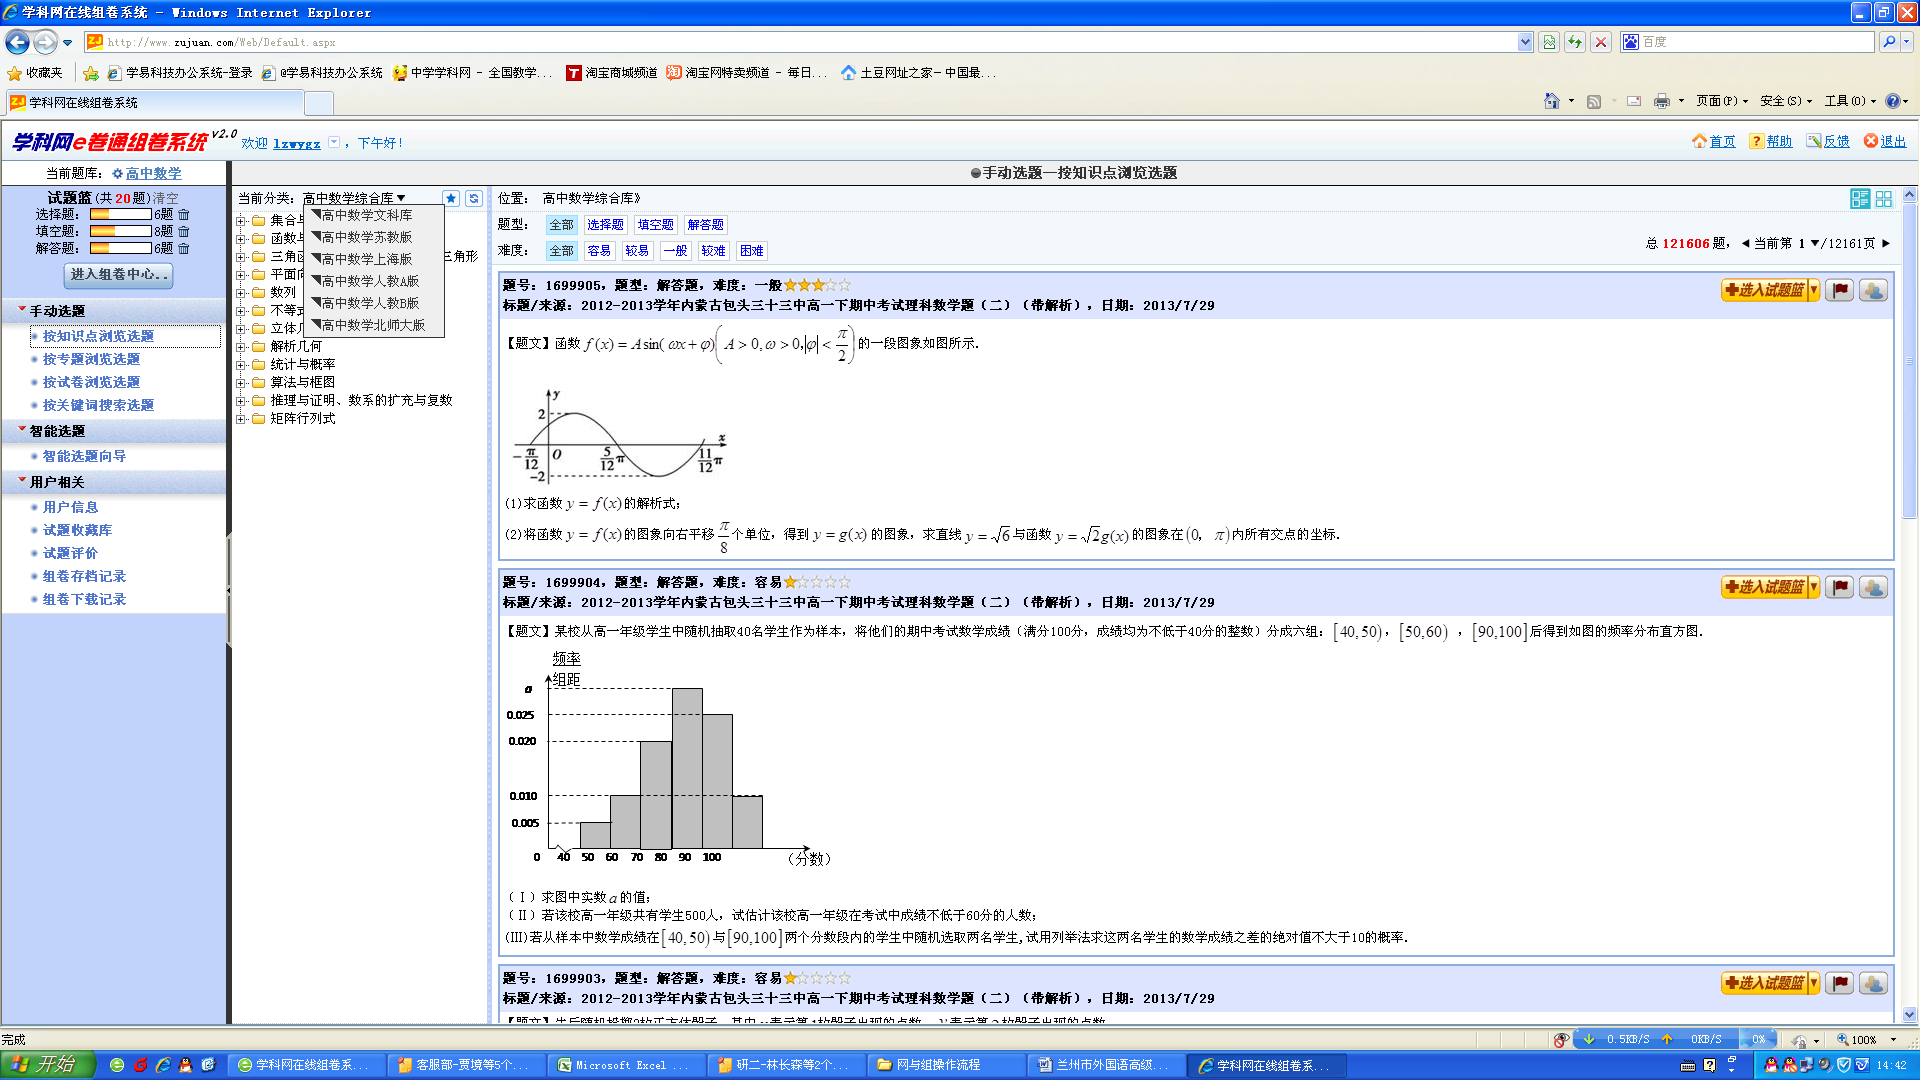 学科网在线组卷系统 - Windows Internet Explorer
http://www.zujuan.com/Web/Default.aspx
百度
收藏夹
学易科技办公系统-登录
@学易科技办公系统
中学学科网 - 全国教学...
淘宝商城频道
淘宝网特卖频道 - 每日...
土豆网址之家-中国最...
学科网在线组卷系统
页面(P)
安全(S)
工具(O)
学科网e卷通组卷系统 v2.0
欢迎 lzwygz ，下午好！
首页 帮助 反馈 退出
当前题库： 高中数学
手动选题—按知识点浏览选题
试题篮(共 20 题)清空
选择题： 6题
填空题： 8题
解答题： 6题
进入组卷中心..
手动选题
按知识点浏览选题
按专题浏览选题
按试卷浏览选题
按关键词搜索选题
智能选题
智能选题向导
用户相关
用户信息
试题收藏库
试题评价
组卷存档记录
组卷下载记录
当前分类： 高中数学综合库▼
高中数学文科库
高中数学苏教版
高中数学上海版
高中数学人教A版
高中数学人教B版
高中数学北师大版
集合与
函数与
三角函 三角形
平面向
数列
不等式
立体几
解析几何
统计与概率
算法与框图
推理与证明、数系的扩充与复数
矩阵行列式
位置： 高中数学综合库》
题型： 全部 选择题 填空题 解答题
难度： 全部 容易 较易 一般 较难 困难
总 121606 题， ◄ 当前第 1 ▼/12161页 ►
题号：1699905，题型：解答题，难度：一般★★★☆☆
标题/来源：2012-2013学年内蒙古包头三十三中高一下期中考试理科数学题（二）（带解析），日期：2013/7/29
选入试题篮
【题文】函数 f(x) = A sin( ωx + φ)( A > 0, ω > 0,|φ| < π/2 ) 的一段图象如图所示.
y
2
-π/12 O 5/12 π 11/12 π x
-2
(1)求函数 y = f(x) 的解析式；
(2)将函数 y = f(x) 的图象向右平移 π/8 个单位，得到 y = g(x) 的图象，求直线 y = √6 与函数 y = √2g(x) 的图象在 (0， π) 内所有交点的坐标.
题号：1699904，题型：解答题，难度：容易★☆☆☆☆
标题/来源：2012-2013学年内蒙古包头三十三中高一下期中考试理科数学题（二）（带解析），日期：2013/7/29
选入试题篮
【题文】某校从高一年级学生中随机抽取40名学生作为样本，将他们的期中考试数学成绩（满分100分，成绩均为不低于40分的整数）分成六组：[40,50)，[50,60) ，[90,100]后得到如图的频率分布直方图.
频率
组距
a
0.025
0.020
0.010
0.005
0 40 50 60 70 80 90 100 （分数）
（Ⅰ）求图中实数 a 的值；
（Ⅱ）若该校高一年级共有学生500人，试估计该校高一年级在考试中成绩不低于60分的人数；
(III)若从样本中数学成绩在[40,50)与[90,100]两个分数段内的学生中随机选取两名学生,试用列举法求这两名学生的数学成绩之差的绝对值不大于10的概率.
题号：1699903，题型：解答题，难度：容易★☆☆☆☆
标题/来源：2012-2013学年内蒙古包头三十三中高一下期中考试理科数学题（二）（带解析），日期：2013/7/29
选入试题篮
完成
0.5KB/S 0KB/S 0%
100%
开始
学科网在线组卷系...
客服部-贾境等5个...
Microsoft Excel ...
研二-林长森等2个...
网与组操作流程
兰州市外国语高级...
学科网在线组卷系...
14:42